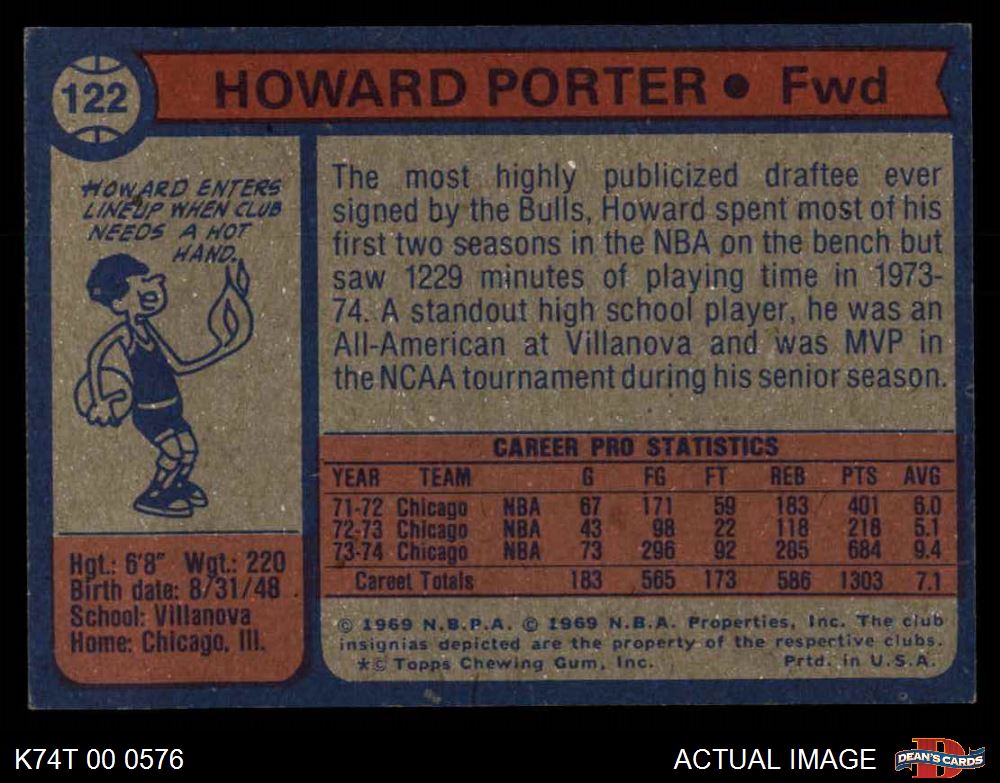 122
HOWARD PORTER • Fwd
HOWARD ENTERS
LINEUP WHEN CLUB
NEEDS A HOT
HAND.
The most highly publicized draftee ever
signed by the Bulls, Howard spent most of his
first two seasons in the NBA on the bench but
saw 1229 minutes of playing time in 1973-
74. A standout high school player, he was an
All-American at Villanova and was MVP in
the NCAA tournament during his senior season.
CAREER PRO STATISTICS
YEAR TEAM G FG FT REB PTS AVG
71-72 Chicago NBA 67 171 59 183 401 6.0
72-73 Chicago NBA 43 98 22 118 218 5.1
73-74 Chicago NBA 73 296 92 285 684 9.4
Career Totals 183 565 173 586 1303 7.1
Hgt.: 6'8" Wgt.: 220
Birth date: 8/31/48
School: Villanova
Home: Chicago, Ill.
© 1969 N.B.P.A. © 1969 N.B.A. Properties, Inc. The club
insignias depicted are the property of the respective clubs.
*© Topps Chewing Gum, Inc. Prtd. in U.S.A.
K74T 00 0576
ACTUAL IMAGE
D
DEAN'S CARDS